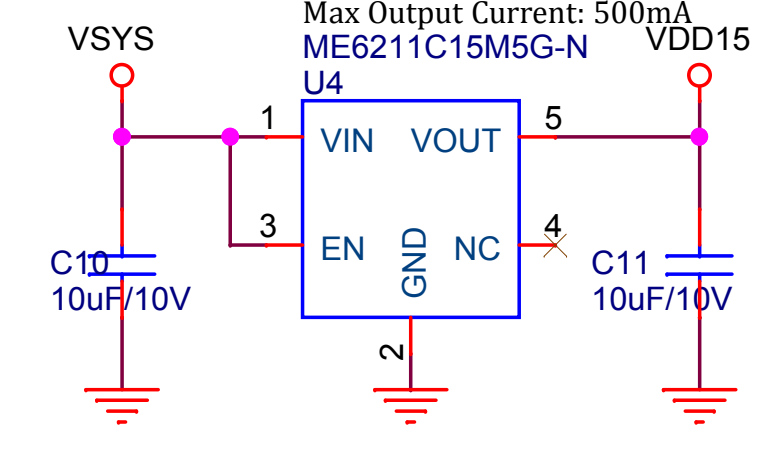 Max Output Current: 500mA
VSYS
ME6211C15M5G-N
VDD15
U4
1
VIN
VOUT
5
3
EN
GND
NC
4
C10
10uF/10V
C11
10uF/10V
2